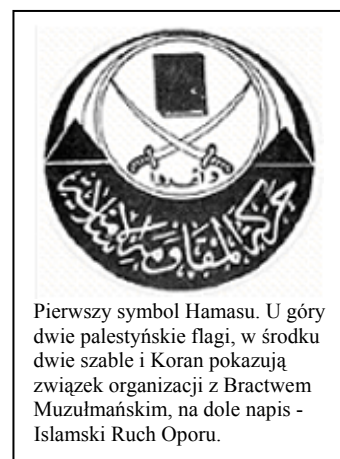 وأعدوا
حركة المقاومة الاسلامية
Pierwszy symbol Hamasu. U góry
dwie palestyńskie flagi, w środku
dwie szable i Koran pokazują
związek organizacji z Bractwem
Muzułmańskim, na dole napis -
Islamski Ruch Oporu.